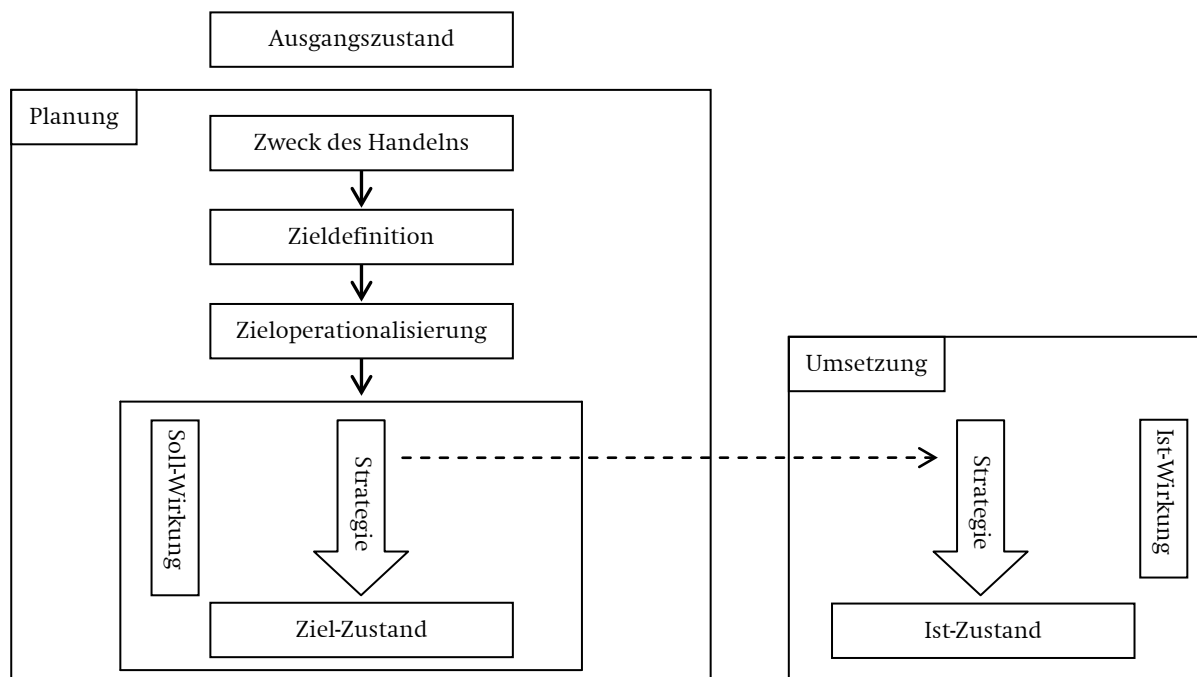 Ausgangszustand
Planung
Zweck des Handelns
Zieldefinition
Zieloperationalisierung
Soll-Wirkung
Strategie
Ziel-Zustand
Umsetzung
Strategie
Ist-Wirkung
Ist-Zustand